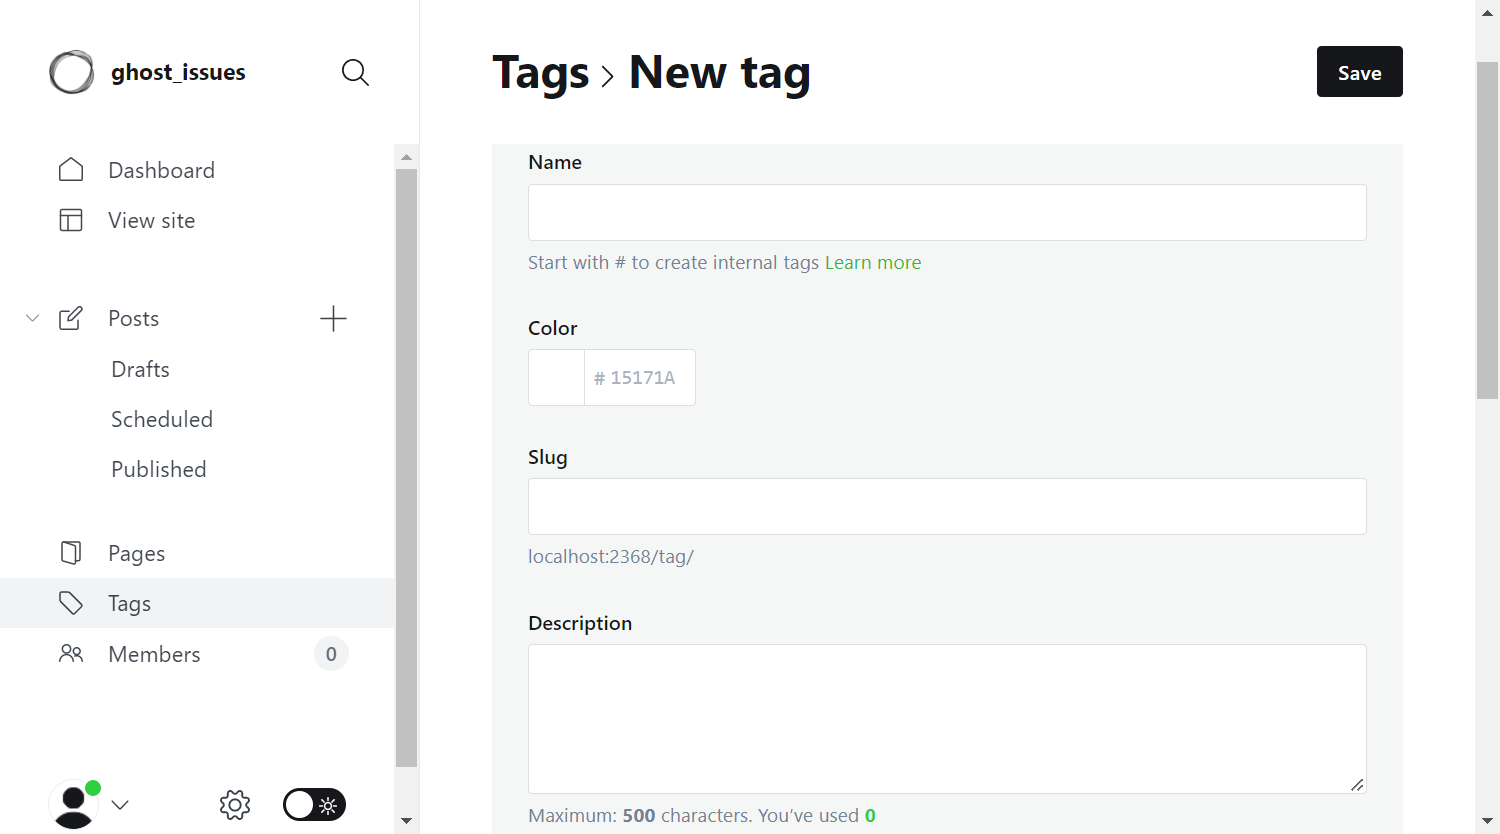 ghost_issues
Dashboard
View site
Posts
Drafts
Scheduled
Published
Pages
Tags
Members 0
Tags > New tag
Save
Name
Start with # to create internal tags Learn more
Color
# 15171A
Slug
localhost:2368/tag/
Description
Maximum: 500 characters. You’ve used 0